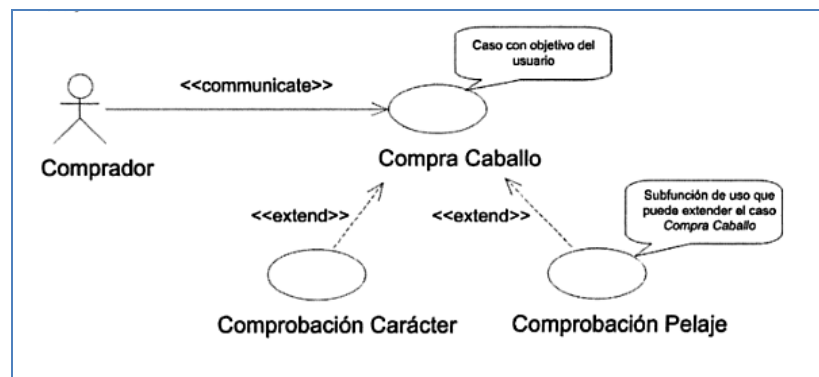 Caso con objetivo del
usuario
<<communicate>>
Comprador
Compra Caballo
<<extend>>
<<extend>>
Subfunción de uso que
puede extender el caso
Compra Caballo
Comprobación Carácter
Comprobación Pelaje